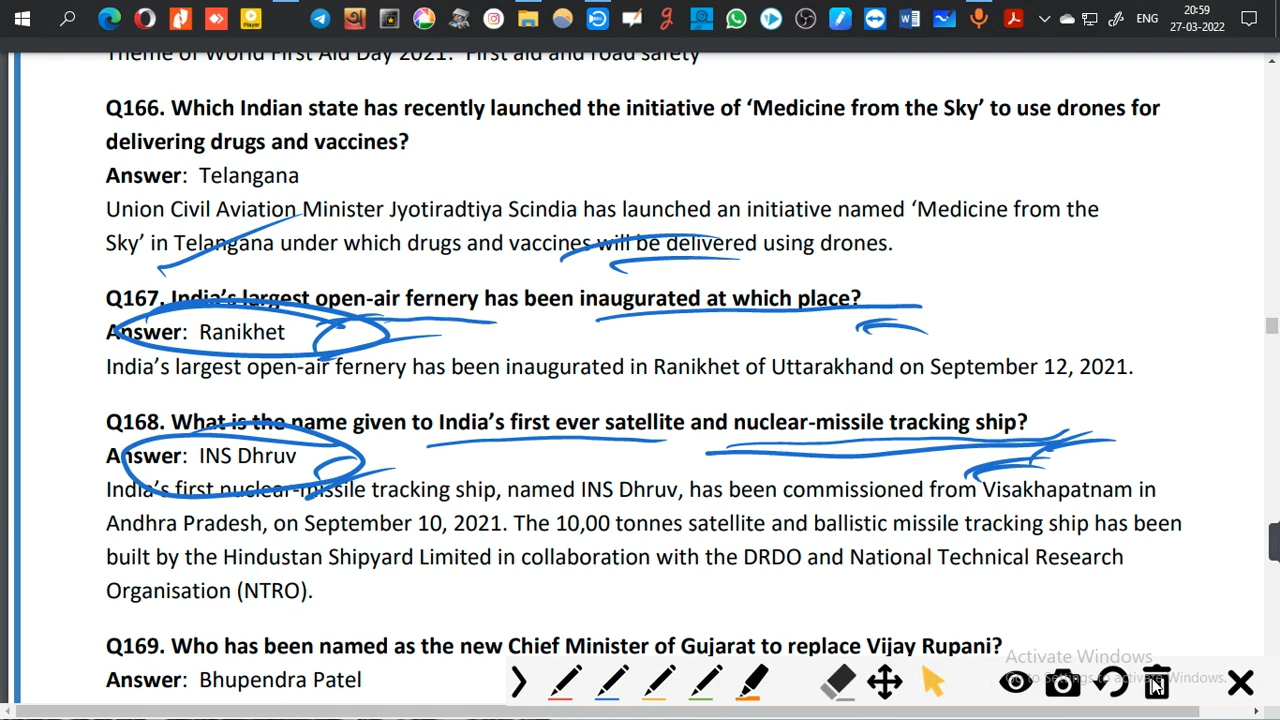 ENG
20:59
27-03-2022
Theme of World First Aid Day 2021: 'First aid and road safety'
Q166. Which Indian state has recently launched the initiative of ‘Medicine from the Sky’ to use drones for
delivering drugs and vaccines?
Answer: Telangana
Union Civil Aviation Minister Jyotiradtiya Scindia has launched an initiative named ‘Medicine from the
Sky’ in Telangana under which drugs and vaccines will be delivered using drones.
Q167. India’s largest open-air fernery has been inaugurated at which place?
Answer: Ranikhet
India’s largest open-air fernery has been inaugurated in Ranikhet of Uttarakhand on September 12, 2021.
Q168. What is the name given to India’s first ever satellite and nuclear-missile tracking ship?
Answer: INS Dhruv
India’s first nuclear-missile tracking ship, named INS Dhruv, has been commissioned from Visakhapatnam in
Andhra Pradesh, on September 10, 2021. The 10,00 tonnes satellite and ballistic missile tracking ship has been
built by the Hindustan Shipyard Limited in collaboration with the DRDO and National Technical Research
Organisation (NTRO).
Q169. Who has been named as the new Chief Minister of Gujarat to replace Vijay Rupani?
Answer: Bhupendra Patel
Activate Windows
Go to Settings to activate Windows.